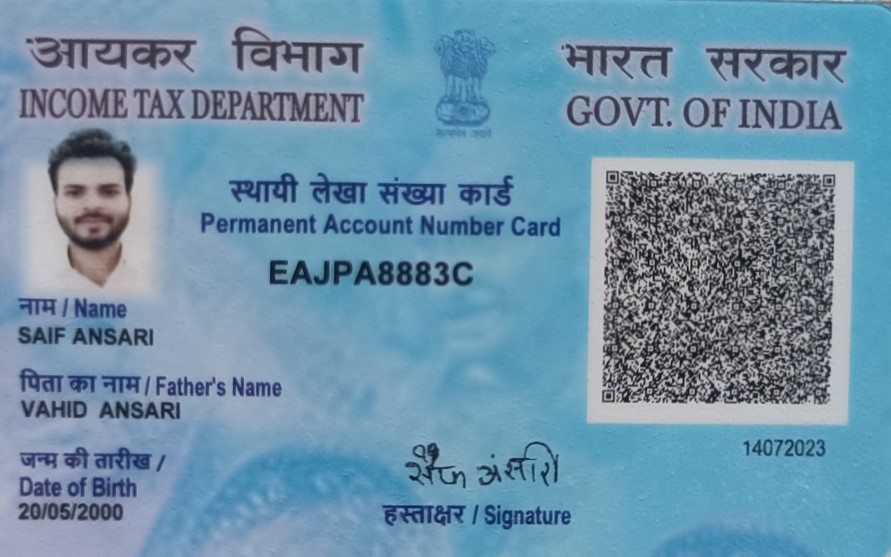 आयकर विभाग
INCOME TAX DEPARTMENT
भारत सरकार
GOVT. OF INDIA
स्थायी लेखा संख्या कार्ड
Permanent Account Number Card
EAJPA8883C
नाम / Name
SAIF ANSARI
पिता का नाम / Father's Name
VAHID ANSARI
जन्म की तारीख /
Date of Birth
20/05/2000
14072023
सैफ अंसारी
हस्ताक्षर / Signature